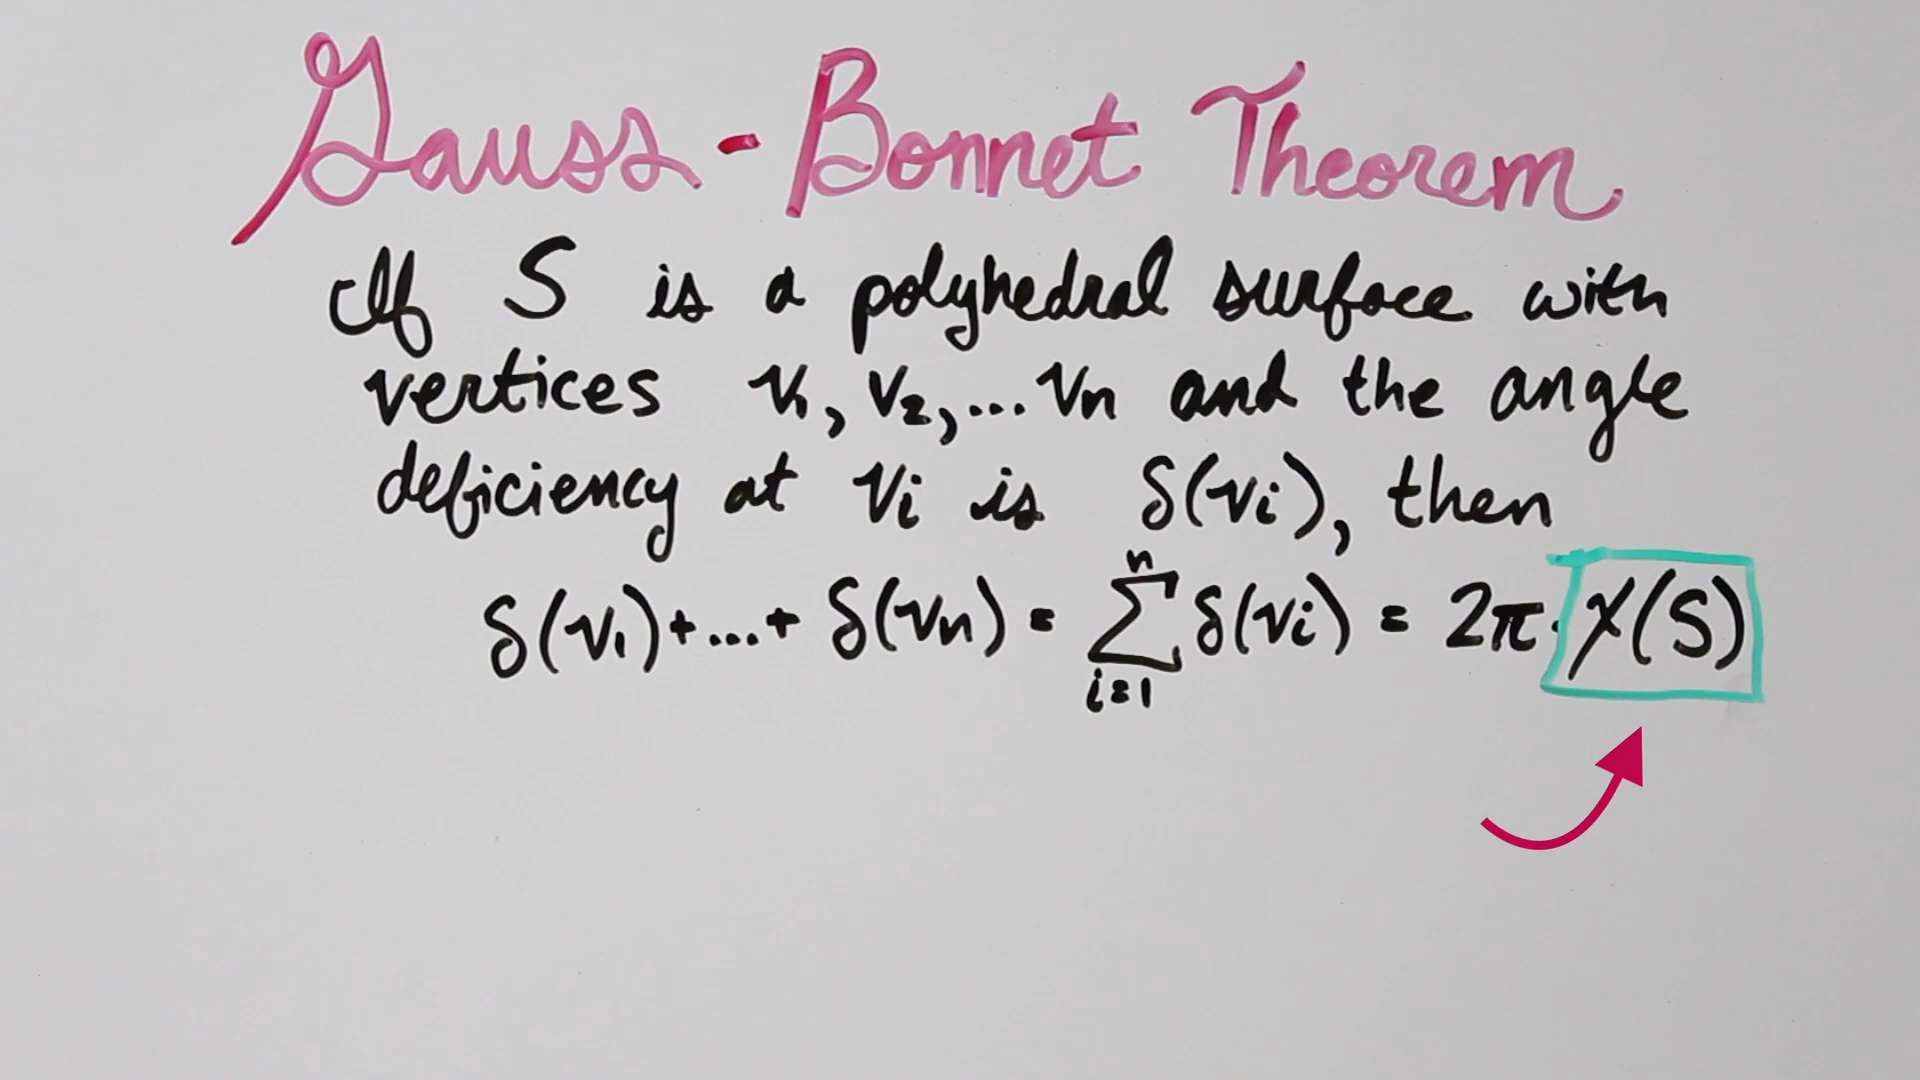 Gauss-Bonnet Theorem
If S is a polyhedral surface with
vertices v₁, v₂, ... vₙ and the angle
deficiency at vᵢ is δ(vᵢ), then
δ(v₁)+...+ δ(vₙ) = ∑ⁿᵢ₌₁ δ(vᵢ) = 2π·χ(S)